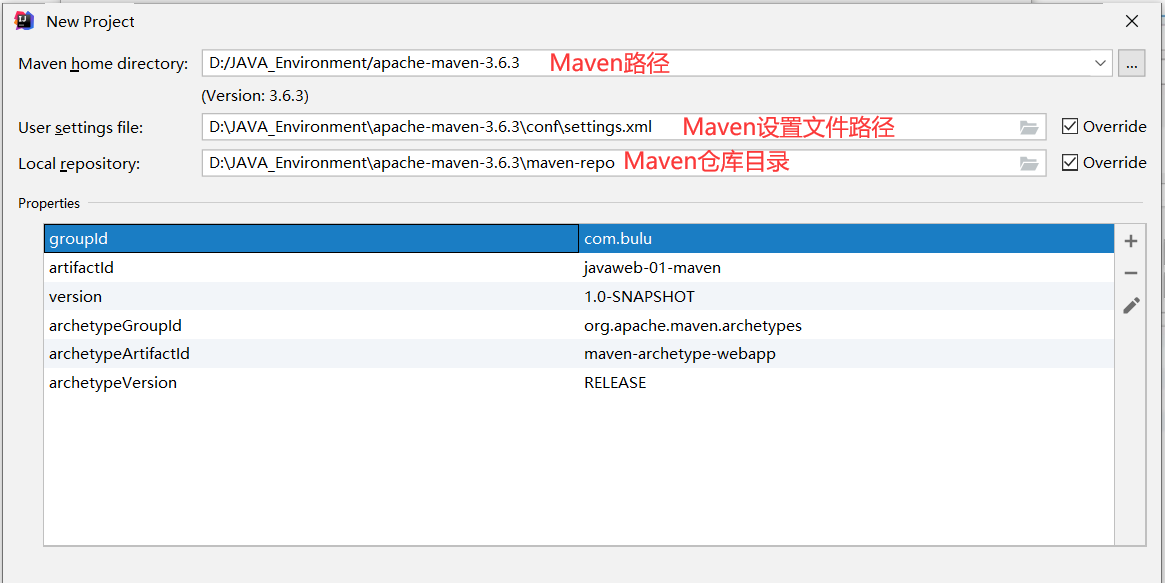 New Project
Maven home directory: D:/JAVA_Environment/apache-maven-3.6.3 Maven路径 ...
(Version: 3.6.3)
User settings file: D:\JAVA_Environment\apache-maven-3.6.3\conf\settings.xml Maven设置文件路径 Override
Local repository: D:\JAVA_Environment\apache-maven-3.6.3\maven-repo Maven仓库目录 Override
Properties
groupId com.bulu
artifactId javaweb-01-maven
version 1.0-SNAPSHOT
archetypeGroupId org.apache.maven.archetypes
archetypeArtifactId maven-archetype-webapp
archetypeVersion RELEASE